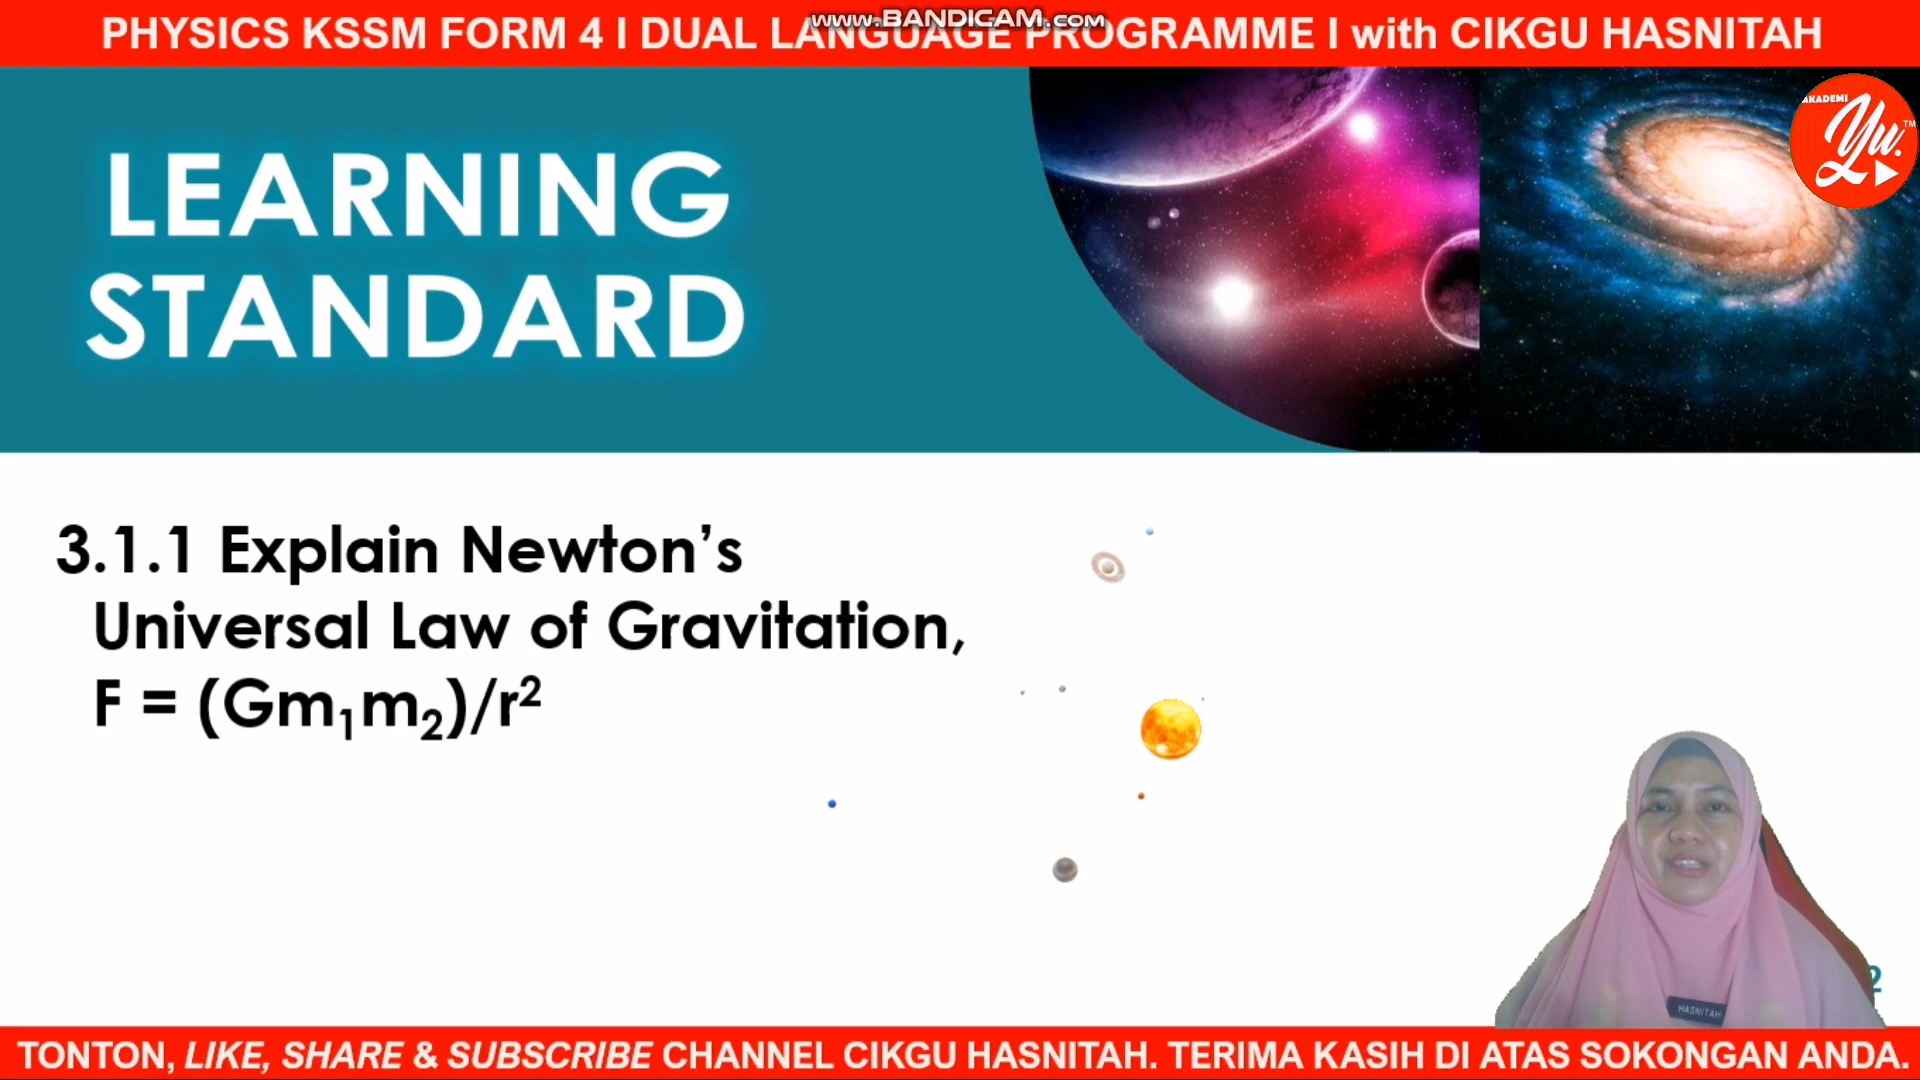 www.BANDICAM.com
PHYSICS KSSM FORM 4 I DUAL LANGUAGE PROGRAMME I with CIKGU HASNITAH
AKADEMI
Yu.
TM
LEARNING
STANDARD
3.1.1 Explain Newton’s
Universal Law of Gravitation,
F = (Gm₁m₂)/r²
HASNITAH
2
TONTON, LIKE, SHARE & SUBSCRIBE CHANNEL CIKGU HASNITAH. TERIMA KASIH DI ATAS SOKONGAN ANDA.